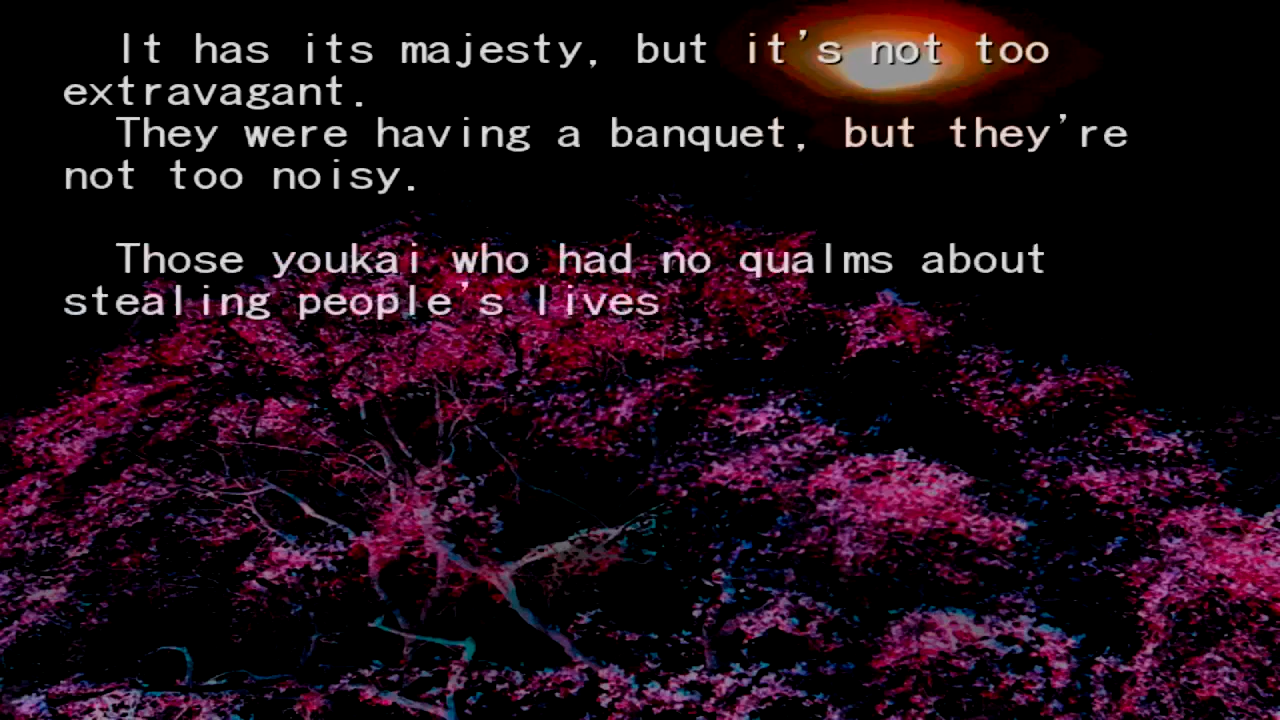 It has its majesty, but it's not too
extravagant.
They were having a banquet, but they're
not too noisy.
Those youkai who had no qualms about
stealing people's lives